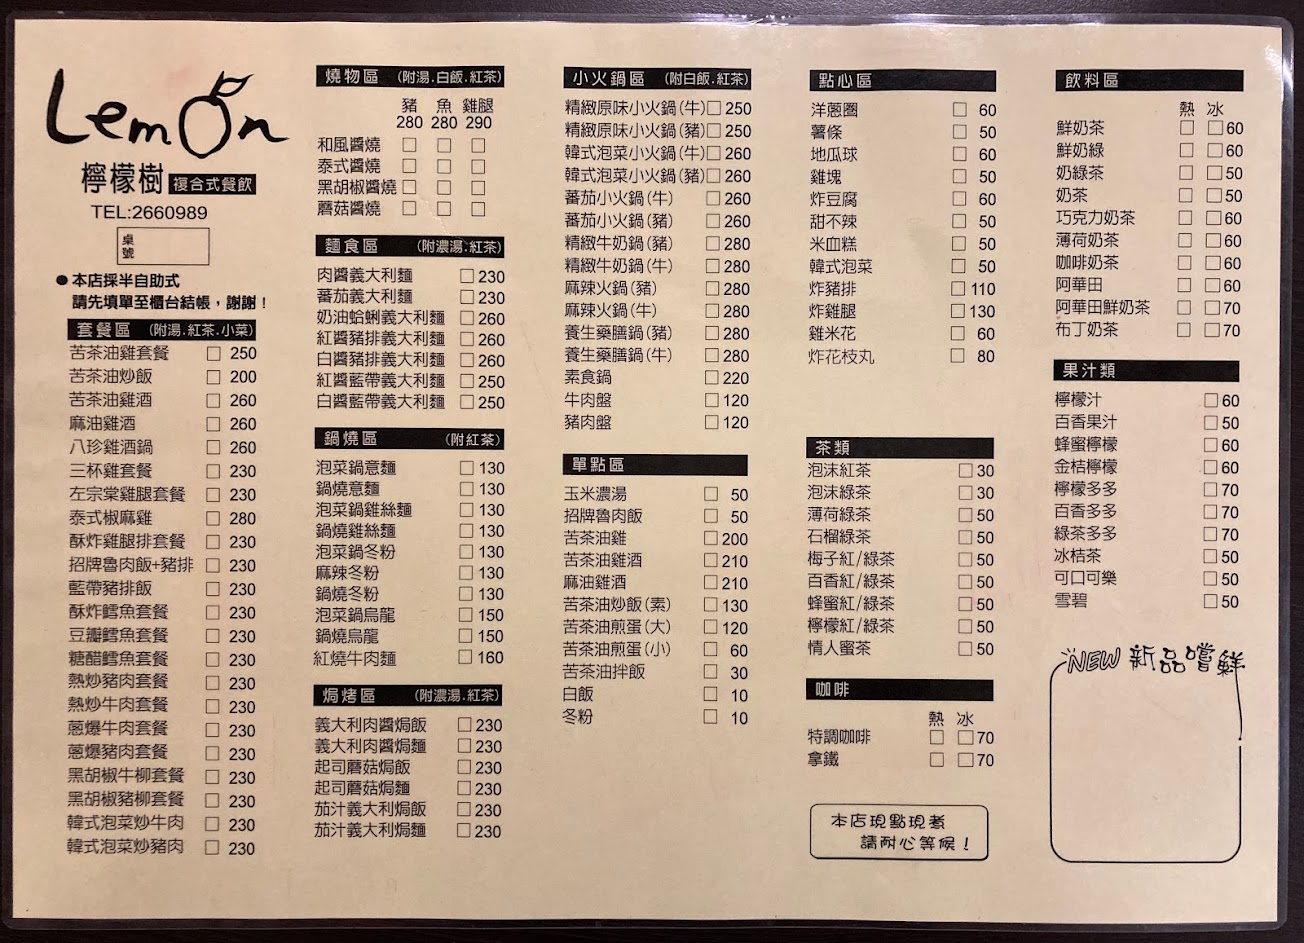 Lemon
檸檬樹 複合式餐飲
TEL:2660989
桌號
●本店採半自助式
請先填單至櫃台結帳，謝謝！
套餐區 (附湯.紅茶.小菜)
苦茶油雞套餐 □ 250
苦茶油炒飯 □ 200
苦茶油雞酒 □ 260
麻油雞酒 □ 260
八珍雞酒鍋 □ 260
三杯雞套餐 □ 230
左宗棠雞腿套餐 □ 230
泰式椒麻雞 □ 280
酥炸雞腿排套餐 □ 230
招牌魯肉飯+豬排 □ 230
藍帶豬排飯 □ 230
酥炸鱈魚套餐 □ 230
豆瓣鱈魚套餐 □ 230
糖醋鱈魚套餐 □ 230
熱炒豬肉套餐 □ 230
熱炒牛肉套餐 □ 230
蔥爆牛肉套餐 □ 230
蔥爆豬肉套餐 □ 230
黑胡椒牛柳套餐 □ 230
黑胡椒豬柳套餐 □ 230
韓式泡菜炒牛肉 □ 230
韓式泡菜炒豬肉 □ 230
燒物區 (附湯.白飯.紅茶)
豬 魚 雞腿
280 280 290
和風醬燒 □ □ □
泰式醬燒 □ □ □
黑胡椒醬燒 □ □ □
蘑菇醬燒 □ □ □
麵食區 (附濃湯.紅茶)
肉醬義大利麵 □ 230
蕃茄義大利麵 □ 230
奶油蛤蜊義大利麵 □ 260
紅醬豬排義大利麵 □ 260
白醬豬排義大利麵 □ 260
紅醬藍帶義大利麵 □ 250
白醬藍帶義大利麵 □ 250
鍋燒區 (附紅茶)
泡菜鍋意麵 □ 130
鍋燒意麵 □ 130
泡菜鍋雞絲麵 □ 130
鍋燒雞絲麵 □ 130
泡菜鍋冬粉 □ 130
麻辣冬粉 □ 130
鍋燒冬粉 □ 130
泡菜鍋烏龍 □ 150
鍋燒烏龍 □ 150
紅燒牛肉麵 □ 160
焗烤區 (附濃湯.紅茶)
義大利肉醬焗飯 □ 230
義大利肉醬焗麵 □ 230
起司蘑菇焗飯 □ 230
起司蘑菇焗麵 □ 230
茄汁義大利焗飯 □ 230
茄汁義大利焗麵 □ 230
小火鍋區 (附白飯.紅茶)
精緻原味小火鍋(牛) □ 250
精緻原味小火鍋(豬) □ 250
韓式泡菜小火鍋(牛) □ 260
韓式泡菜小火鍋(豬) □ 260
蕃茄小火鍋(牛) □ 260
蕃茄小火鍋(豬) □ 260
精緻牛奶鍋(豬) □ 280
精緻牛奶鍋(牛) □ 280
麻辣火鍋(豬) □ 280
麻辣火鍋(牛) □ 280
養生藥膳鍋(豬) □ 280
養生藥膳鍋(牛) □ 280
素食鍋 □ 220
牛肉盤 □ 120
豬肉盤 □ 120
單點區
玉米濃湯 □ 50
招牌魯肉飯 □ 50
苦茶油雞 □ 200
苦茶油雞酒 □ 210
麻油雞酒 □ 210
苦茶油炒飯(素) □ 130
苦茶油煎蛋(大) □ 120
苦茶油煎蛋(小) □ 60
苦茶油拌飯 □ 30
白飯 □ 10
冬粉 □ 10
點心區
洋蔥圈 □ 60
薯條 □ 50
地瓜球 □ 60
雞塊 □ 50
炸豆腐 □ 60
甜不辣 □ 50
米血糕 □ 50
韓式泡菜 □ 50
炸豬排 □ 110
炸雞腿 □ 130
雞米花 □ 60
炸花枝丸 □ 80
茶類
泡沫紅茶 □ 30
泡沫綠茶 □ 30
薄荷綠茶 □ 50
石榴綠茶 □ 50
梅子紅/綠茶 □ 50
百香紅/綠茶 □ 50
蜂蜜紅/綠茶 □ 50
檸檬紅/綠茶 □ 50
情人蜜茶 □ 50
咖啡
熱 冰
特調咖啡 □ □ 70
拿鐵 □ □ 70
本店現點現煮
請耐心等候！
飲料區
熱 冰
鮮奶茶 □ □ 60
鮮奶綠 □ □ 60
奶綠茶 □ □ 50
奶茶 □ □ 50
巧克力奶茶 □ □ 60
薄荷奶茶 □ □ 60
咖啡奶茶 □ □ 60
阿華田 □ □ 60
阿華田鮮奶茶 □ □ 70
布丁奶茶 □ □ 70
果汁類
檸檬汁 □ 60
百香果汁 □ 50
蜂蜜檸檬 □ 60
金桔檸檬 □ 60
檸檬多多 □ 70
百香多多 □ 70
綠茶多多 □ 70
冰桔茶 □ 50
可口可樂 □ 50
雪碧 □ 50
NEW 新品嚐鮮